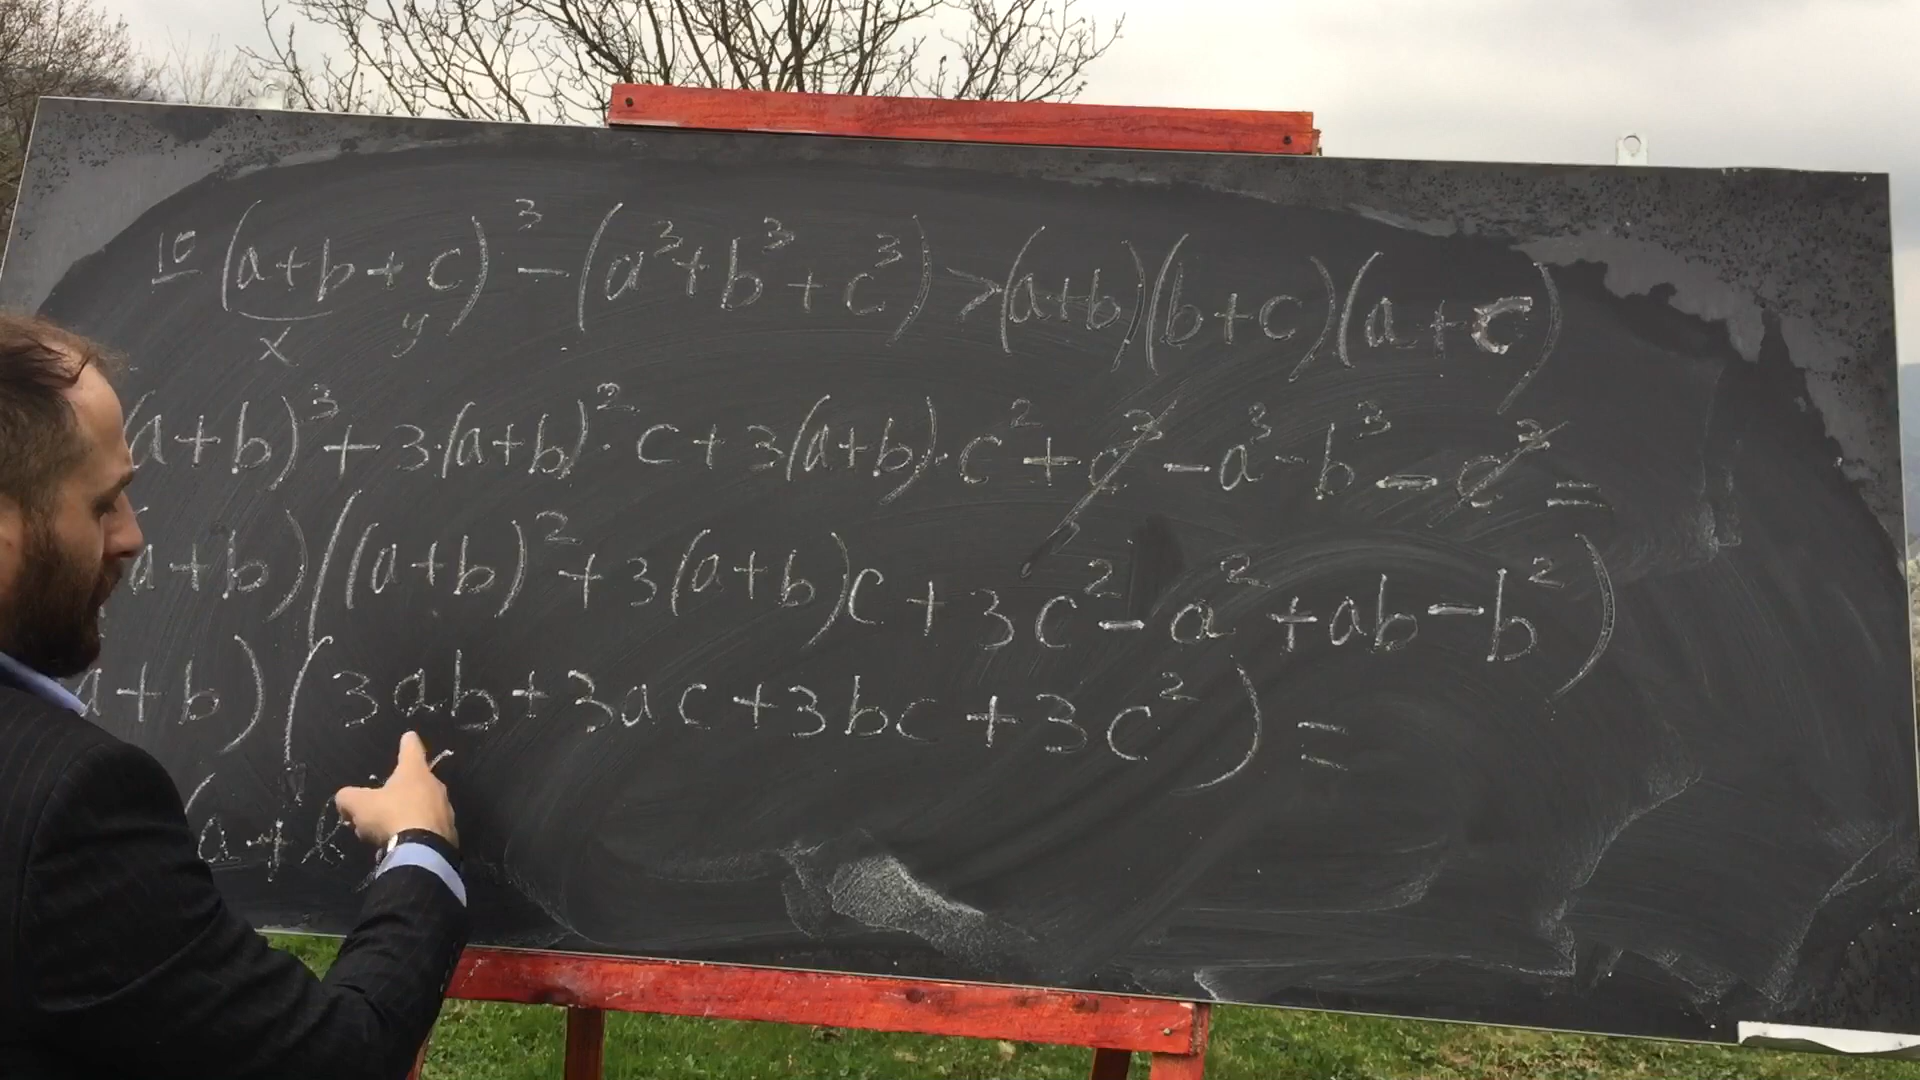 10 (a+b+c)³ - (a³+b³+c³) > (a+b)(b+c)(a+c)
x y
(a+b)³ + 3·(a+b)²·c + 3(a+b)·c² + c³ - a³ - b³ - c³ =
(a+b)((a+b)² + 3(a+b)c + 3c² - a² + ab - b²)
a+b)(3ab + 3ac + 3bc + 3c²) =
(a+b